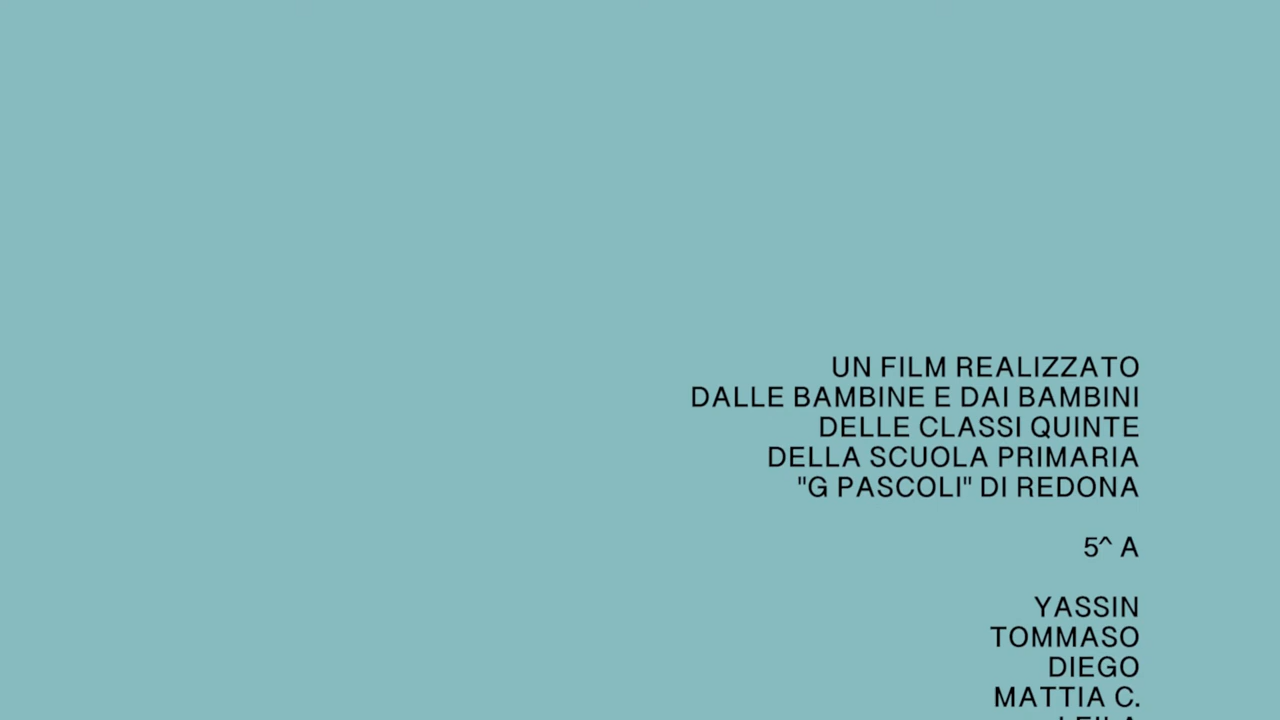 UN FILM REALIZZATO
DALLE BAMBINE E DAI BAMBINI
DELLE CLASSI QUINTE
DELLA SCUOLA PRIMARIA
"G PASCOLI" DI REDONA
5^ A
YASSIN
TOMMASO
DIEGO
MATTIA C.